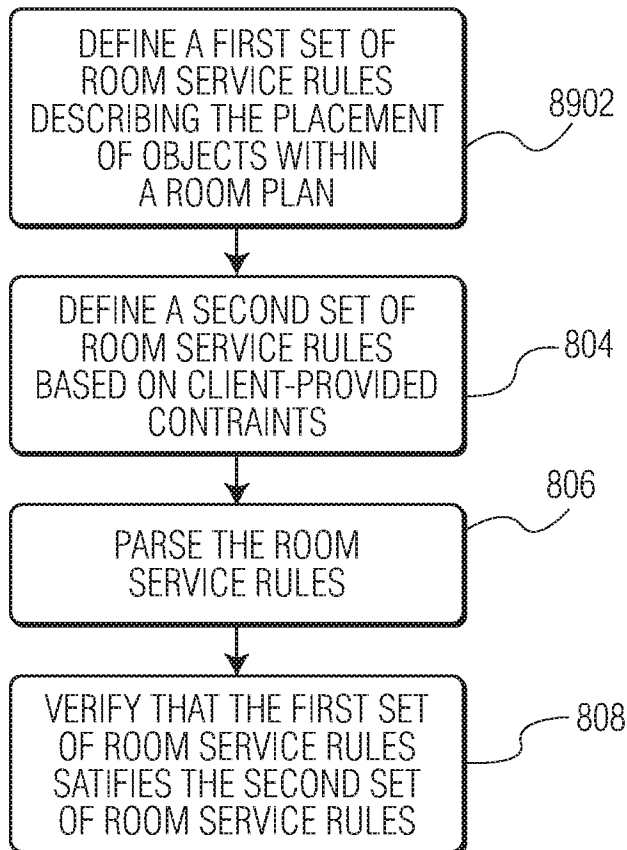 DEFINE A FIRST SET OF
ROOM SERVICE RULES
DESCRIBING THE PLACEMENT
OF OBJECTS WITHIN
A ROOM PLAN
8902
DEFINE A SECOND SET OF
ROOM SERVICE RULES
BASED ON CLIENT-PROVIDED
CONTRAINTS
804
806
PARSE THE ROOM
SERVICE RULES
VERIFY THAT THE FIRST SET
OF ROOM SERVICE RULES
SATIFIES THE SECOND SET
OF ROOM SERVICE RULES
808